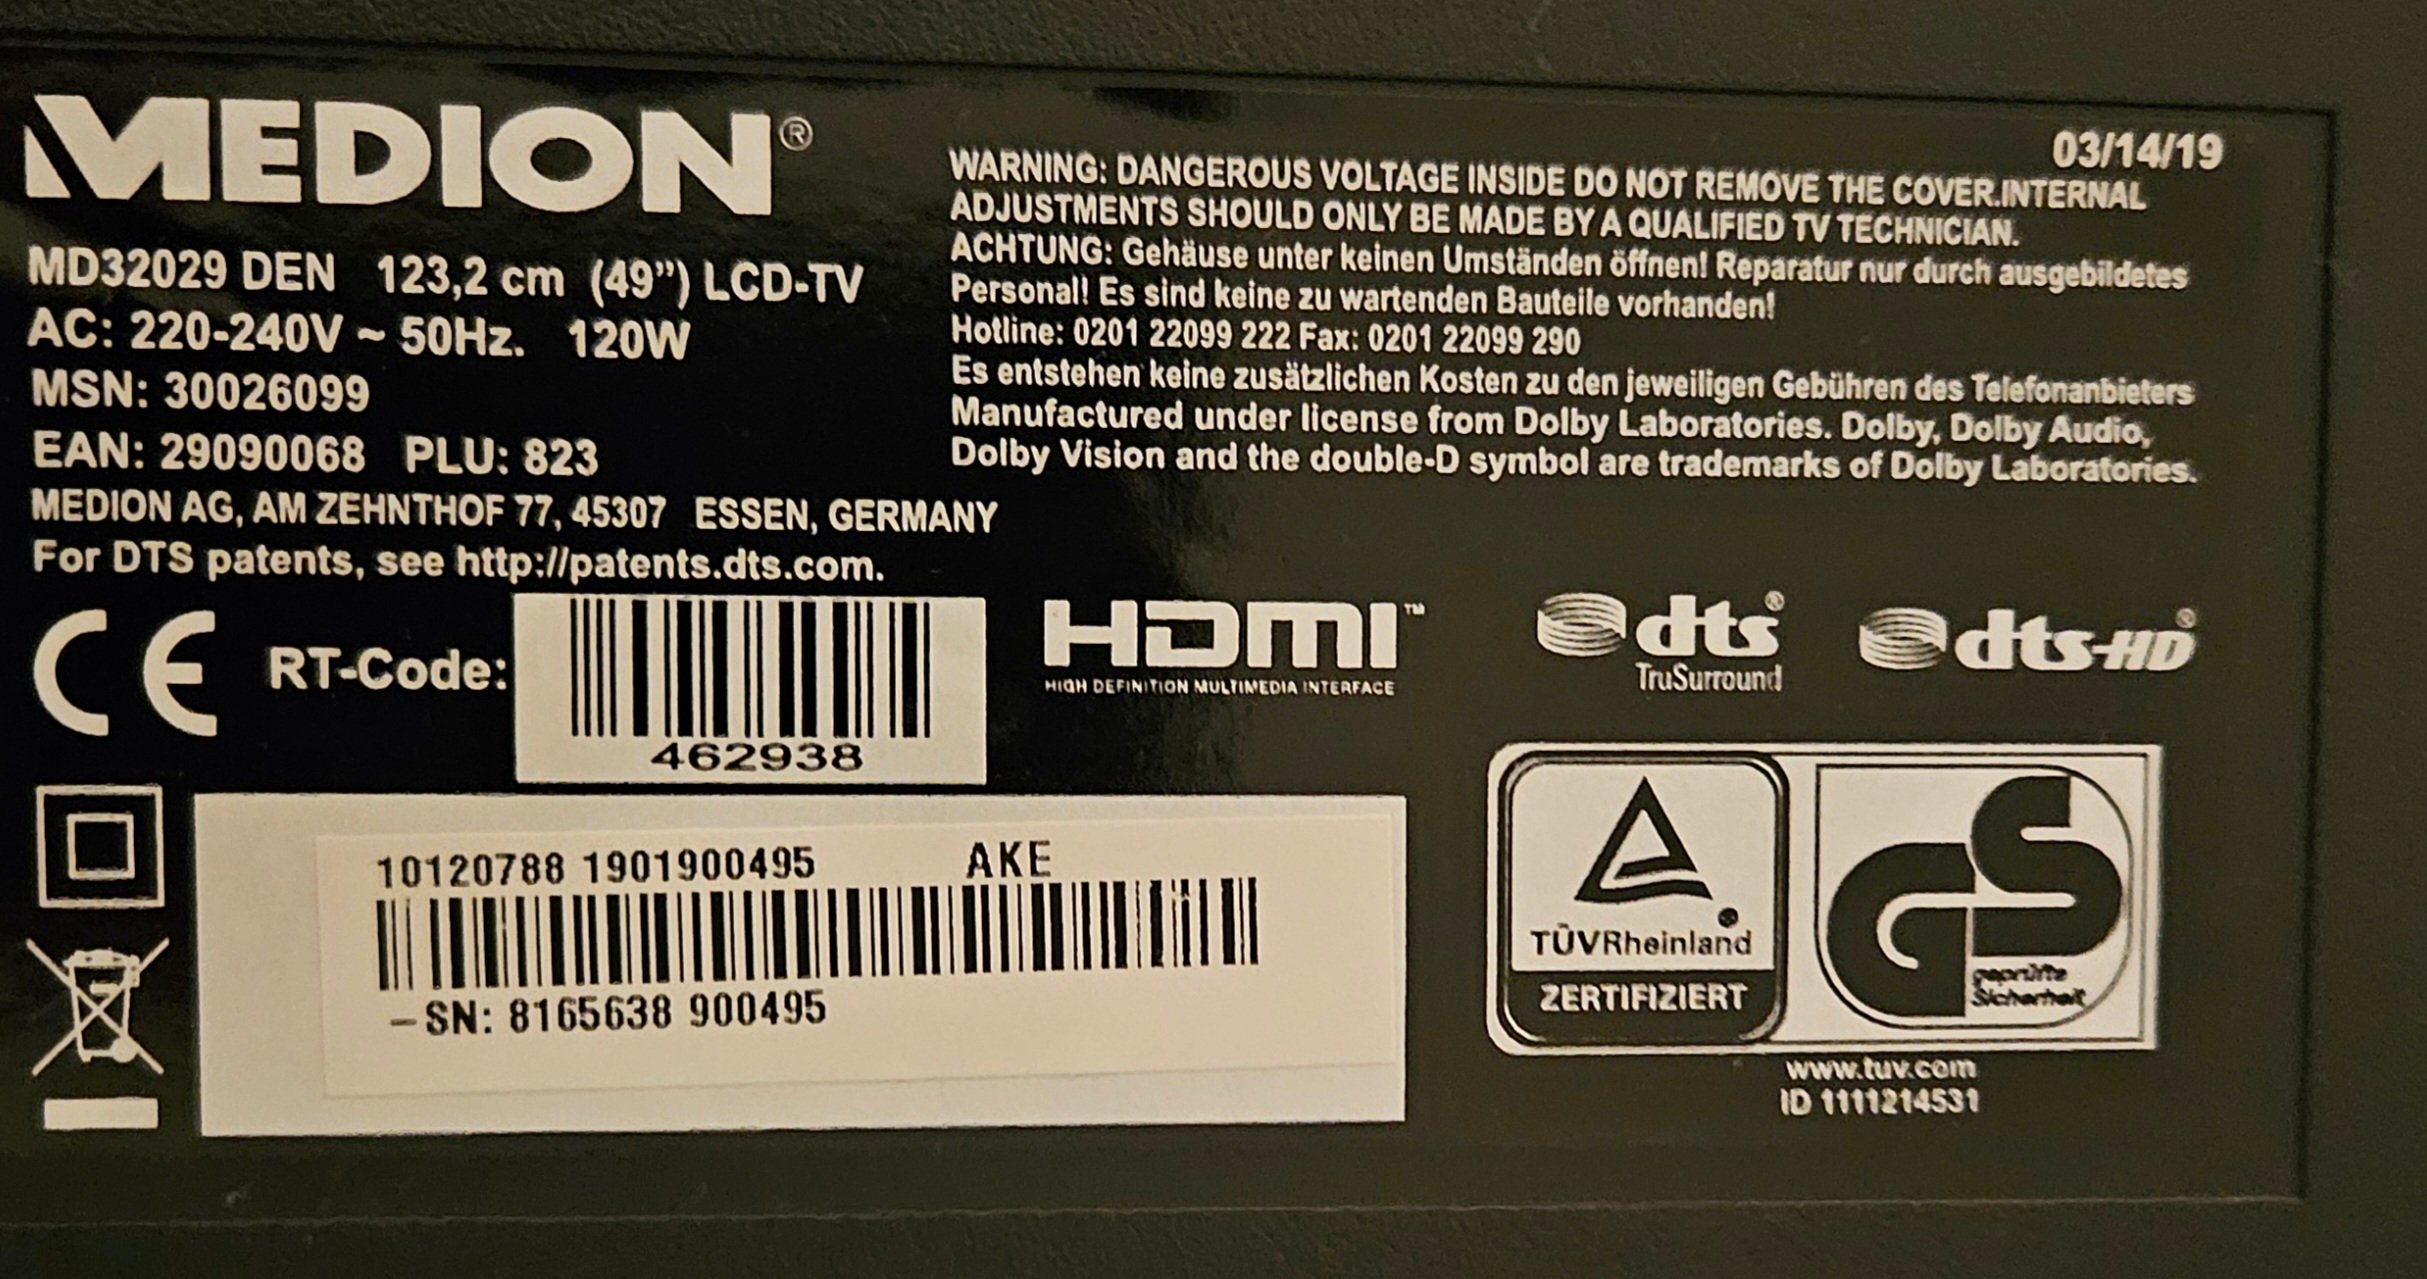 MEDION®
MD32029 DEN 123,2 cm (49”) LCD-TV
AC: 220-240V ~ 50Hz. 120W
MSN: 30026099
EAN: 29090068 PLU: 823
MEDION AG, AM ZEHNTHOF 77, 45307 ESSEN, GERMANY
For DTS patents, see http://patents.dts.com.
03/14/19
WARNING: DANGEROUS VOLTAGE INSIDE DO NOT REMOVE THE COVER.INTERNAL
ADJUSTMENTS SHOULD ONLY BE MADE BY A QUALIFIED TV TECHNICIAN.
ACHTUNG: Gehäuse unter keinen Umständen öffnen! Reparatur nur durch ausgebildetes
Personal! Es sind keine zu wartenden Bauteile vorhanden!
Hotline: 0201 22099 222 Fax: 0201 22099 290
Es entstehen keine zusätzlichen Kosten zu den jeweiligen Gebühren des Telefonanbieters
Manufactured under license from Dolby Laboratories. Dolby, Dolby Audio,
Dolby Vision and the double-D symbol are trademarks of Dolby Laboratories.
CE RT-Code:
462938
HDMI™
HIGH DEFINITION MULTIMEDIA INTERFACE
dts®
TruSurround
dts-HD®
10120788 1901900495 AKE
-SN: 8165638 900495
TÜVRheinland®
ZERTIFIZIERT
GS
geprüfte
Sicherheit
www.tuv.com
ID 1111214531